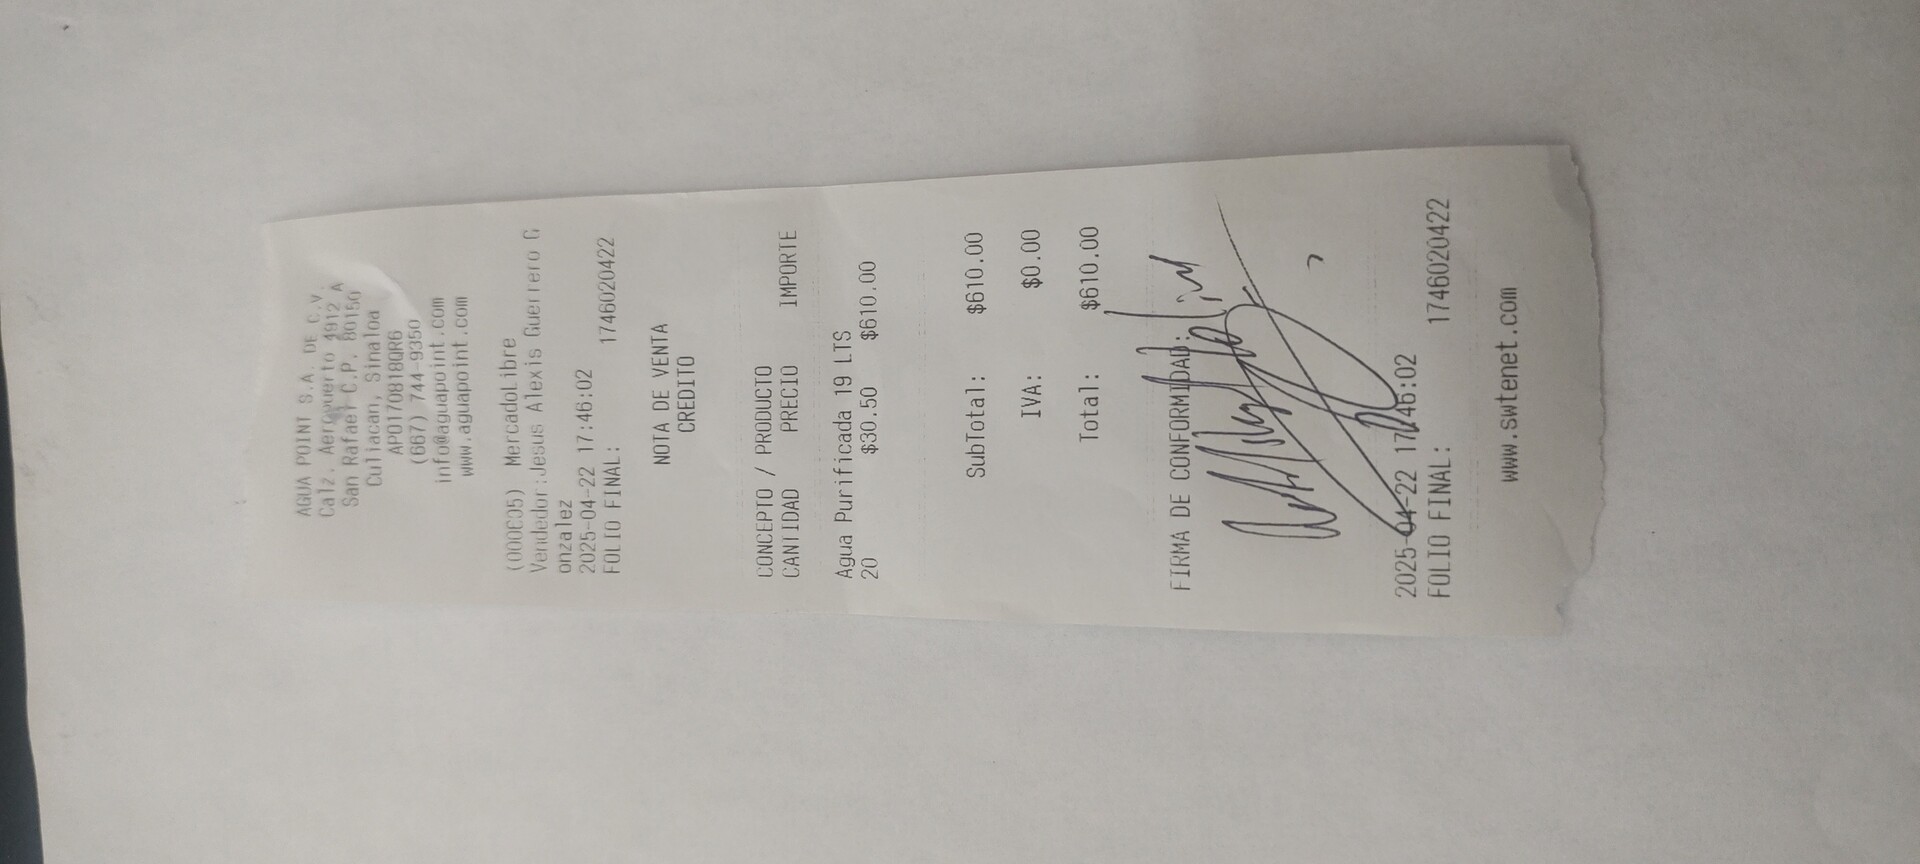 AGUA POINT S.A. DE C.V.
Calz. Aeropuerto 4912 A
San Rafael C.P. 80150
Culiacan, Sinaloa
APO170818QR6
(667) 744-9350
info@aguapoint.com
www.aguapoint.com
MercadoLibre
Vendedor:Jesus Alexis Guerrero G
onzalez
2025-04-22 17:46:02
FOLIO FINAL: 1746020422
NOTA DE VENTA
CREDITO
CONCEPTO / PRODUCTO
CANTIDAD PRECIO IMPORTE
Agua Purificada 19 LTS
20 $30.50 $610.00
SubTotal: $610.00
IVA: $0.00
Total: $610.00
FIRMA DE CONFORMIDAD:
2025-04-22 17:46:02
FOLIO FINAL: 1746020422
www.swtenet.com